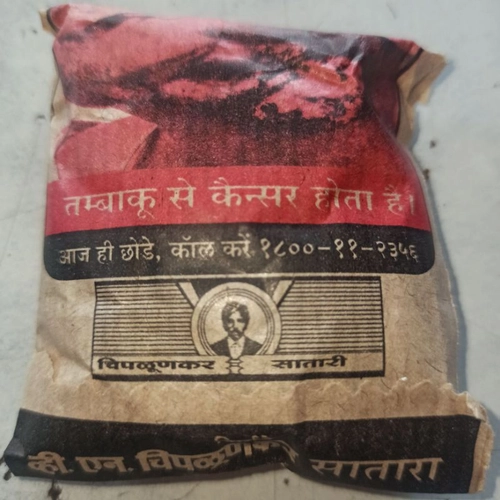 तम्बाकू से कैन्सर होता है।
आज ही छोडे, कॉल करें १८००-११-२३५६
चिपळूणकर सातारी
व्ही. एन. चिपळूणकर सातारा